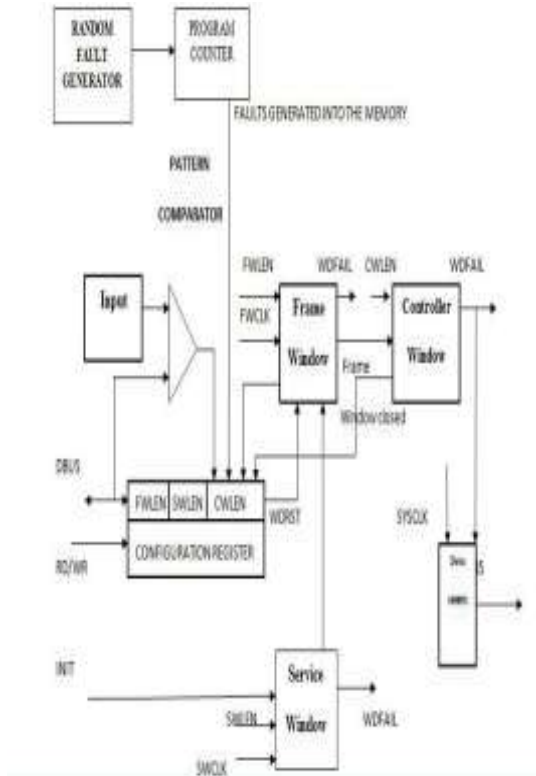 RANDOM
FAULT
GENERATOR
PROGRAM
COUNTER
FAULTS GENERATED INTO THE MEMORY
PATTERN
COMPARATOR
FWLEN
WDFAIL
CWLEN
WDFAIL
Input
Frame
Window
Controller
Window
FWCLK
Frame
Window closed
DBUS
FWLEN
SWLEN
CWLEN
WDRST
SYSCLK
CONFIGURATION REGISTER
RD/WR
S
INIT
Service
Window
SWLEN
WDFAIL
SWCLK